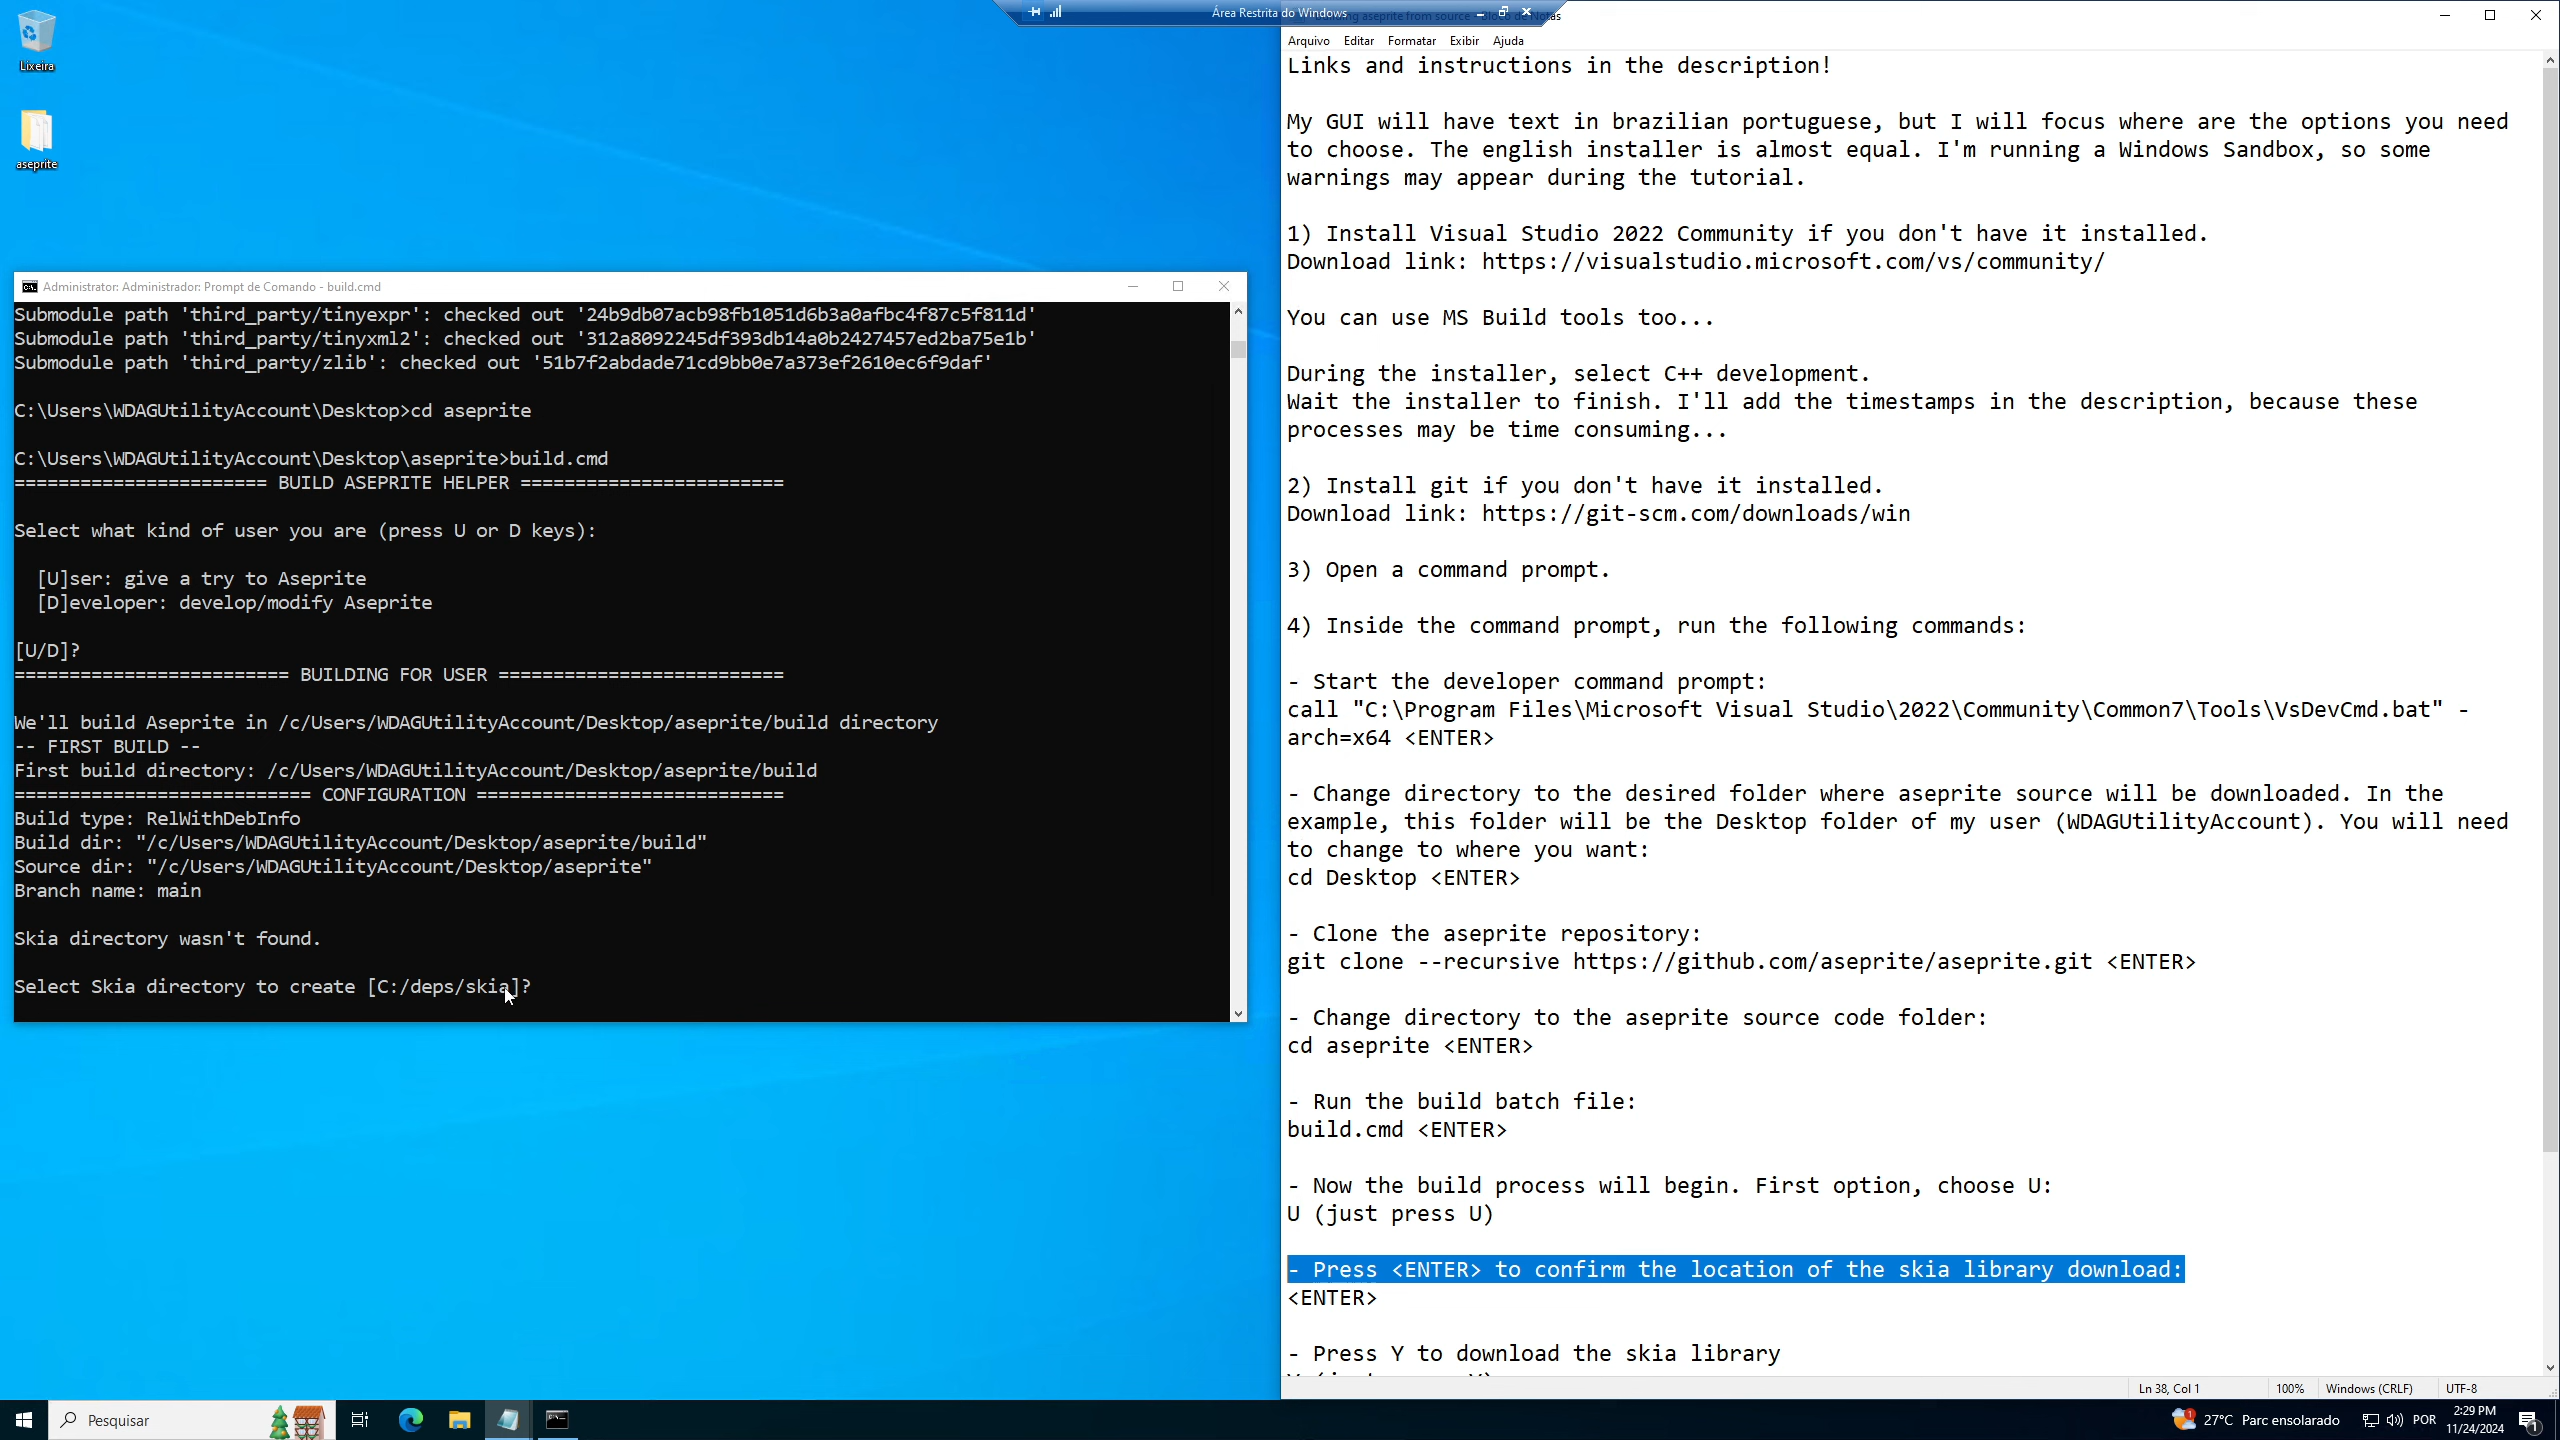 Lixeira
aseprite
Área Restrita do Windows
aseprite from source - Bloco de Notas
Administrator: Administrador: Prompt de Comando - build.cmd
Submodule path 'third_party/tinyexpr': checked out '24b9db07acb98fb1051d6b3a0afbc4f87c5f811d'
Submodule path 'third_party/tinyxml2': checked out '312a8092245df393db14a0b2427457ed2ba75e1b'
Submodule path 'third_party/zlib': checked out '51b7f2abdade71cd9bb0e7a373ef2610ec6f9daf'
C:\Users\WDAGUtilityAccount\Desktop>cd aseprite
C:\Users\WDAGUtilityAccount\Desktop\aseprite>build.cmd
======================= BUILD ASEPRITE HELPER ========================
Select what kind of user you are (press U or D keys):
[U]ser: give a try to Aseprite
[D]eveloper: develop/modify Aseprite
[U/D]?
========================= BUILDING FOR USER ==========================
We'll build Aseprite in /c/Users/WDAGUtilityAccount/Desktop/aseprite/build directory
-- FIRST BUILD --
First build directory: /c/Users/WDAGUtilityAccount/Desktop/aseprite/build
=========================== CONFIGURATION ============================
Build type: RelWithDebInfo
Build dir: "/c/Users/WDAGUtilityAccount/Desktop/aseprite/build"
Source dir: "/c/Users/WDAGUtilityAccount/Desktop/aseprite"
Branch name: main
Skia directory wasn't found.
Select Skia directory to create [C:/deps/skia]?
Arquivo Editar Formatar Exibir Ajuda
Links and instructions in the description!
My GUI will have text in brazilian portuguese, but I will focus where are the options you need
to choose. The english installer is almost equal. I'm running a Windows Sandbox, so some
warnings may appear during the tutorial.
1) Install Visual Studio 2022 Community if you don't have it installed.
Download link: https://visualstudio.microsoft.com/vs/community/
You can use MS Build tools too...
During the installer, select C++ development.
Wait the installer to finish. I'll add the timestamps in the description, because these
processes may be time consuming...
2) Install git if you don't have it installed.
Download link: https://git-scm.com/downloads/win
3) Open a command prompt.
4) Inside the command prompt, run the following commands:
- Start the developer command prompt:
call "C:\Program Files\Microsoft Visual Studio\2022\Community\Common7\Tools\VsDevCmd.bat" -
arch=x64 <ENTER>
- Change directory to the desired folder where aseprite source will be downloaded. In the
example, this folder will be the Desktop folder of my user (WDAGUtilityAccount). You will need
to change to where you want:
cd Desktop <ENTER>
- Clone the aseprite repository:
git clone --recursive https://github.com/aseprite/aseprite.git <ENTER>
- Change directory to the aseprite source code folder:
cd aseprite <ENTER>
- Run the build batch file:
build.cmd <ENTER>
- Now the build process will begin. First option, choose U:
U (just press U)
- Press <ENTER> to confirm the location of the skia library download:
<ENTER>
- Press Y to download the skia library
Ln 38, Col 1 100% Windows (CRLF) UTF-8
Pesquisar
27°C Parc ensolarado
POR
2:29 PM
11/24/2024